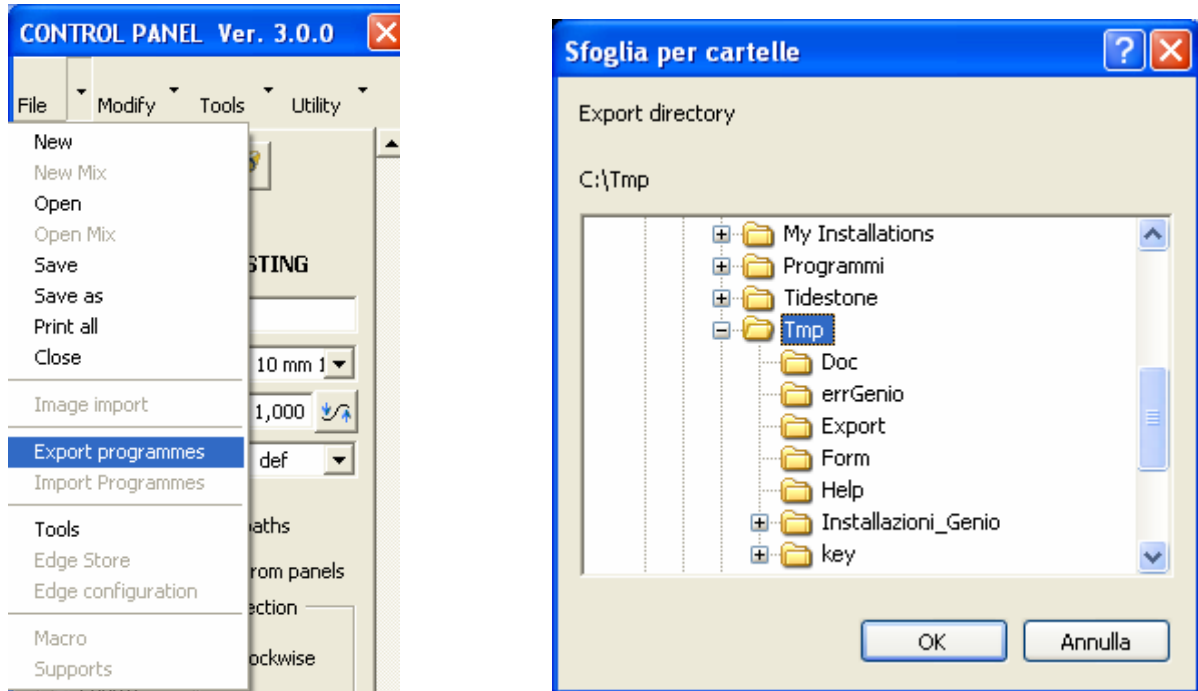 CONTROL PANEL Ver. 3.0.0
File Modify Tools Utility
New
New Mix
Open
Open Mix
Save
Save as
Print all
Close
Image import
Export programmes
Import Programmes
Tools
Edge Store
Edge configuration
Macro
Supports
STING
10 mm 1
1,000
def
aths
rom panels
ection
ockwise
Sfoglia per cartelle
Export directory
C:\Tmp
My Installations
Programmi
Tidestone
Tmp
Doc
errGenio
Export
Form
Help
Installazioni_Genio
key
OK Annulla